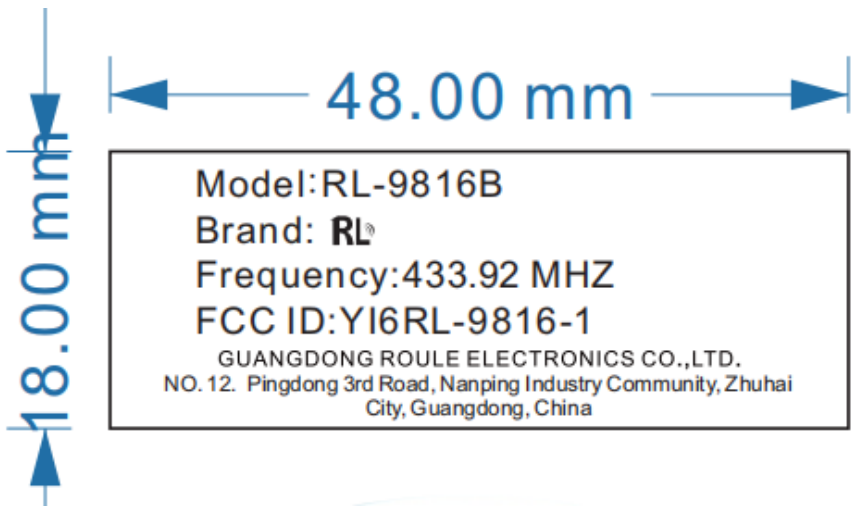 48.00 mm
18.00 mm
Model:RL-9816B
Brand: RL
Frequency:433.92 MHZ
FCC ID:YI6RL-9816-1
GUANGDONG ROULE ELECTRONICS CO.,LTD.
NO. 12. Pingdong 3rd Road, Nanping Industry Community, Zhuhai
City, Guangdong, China